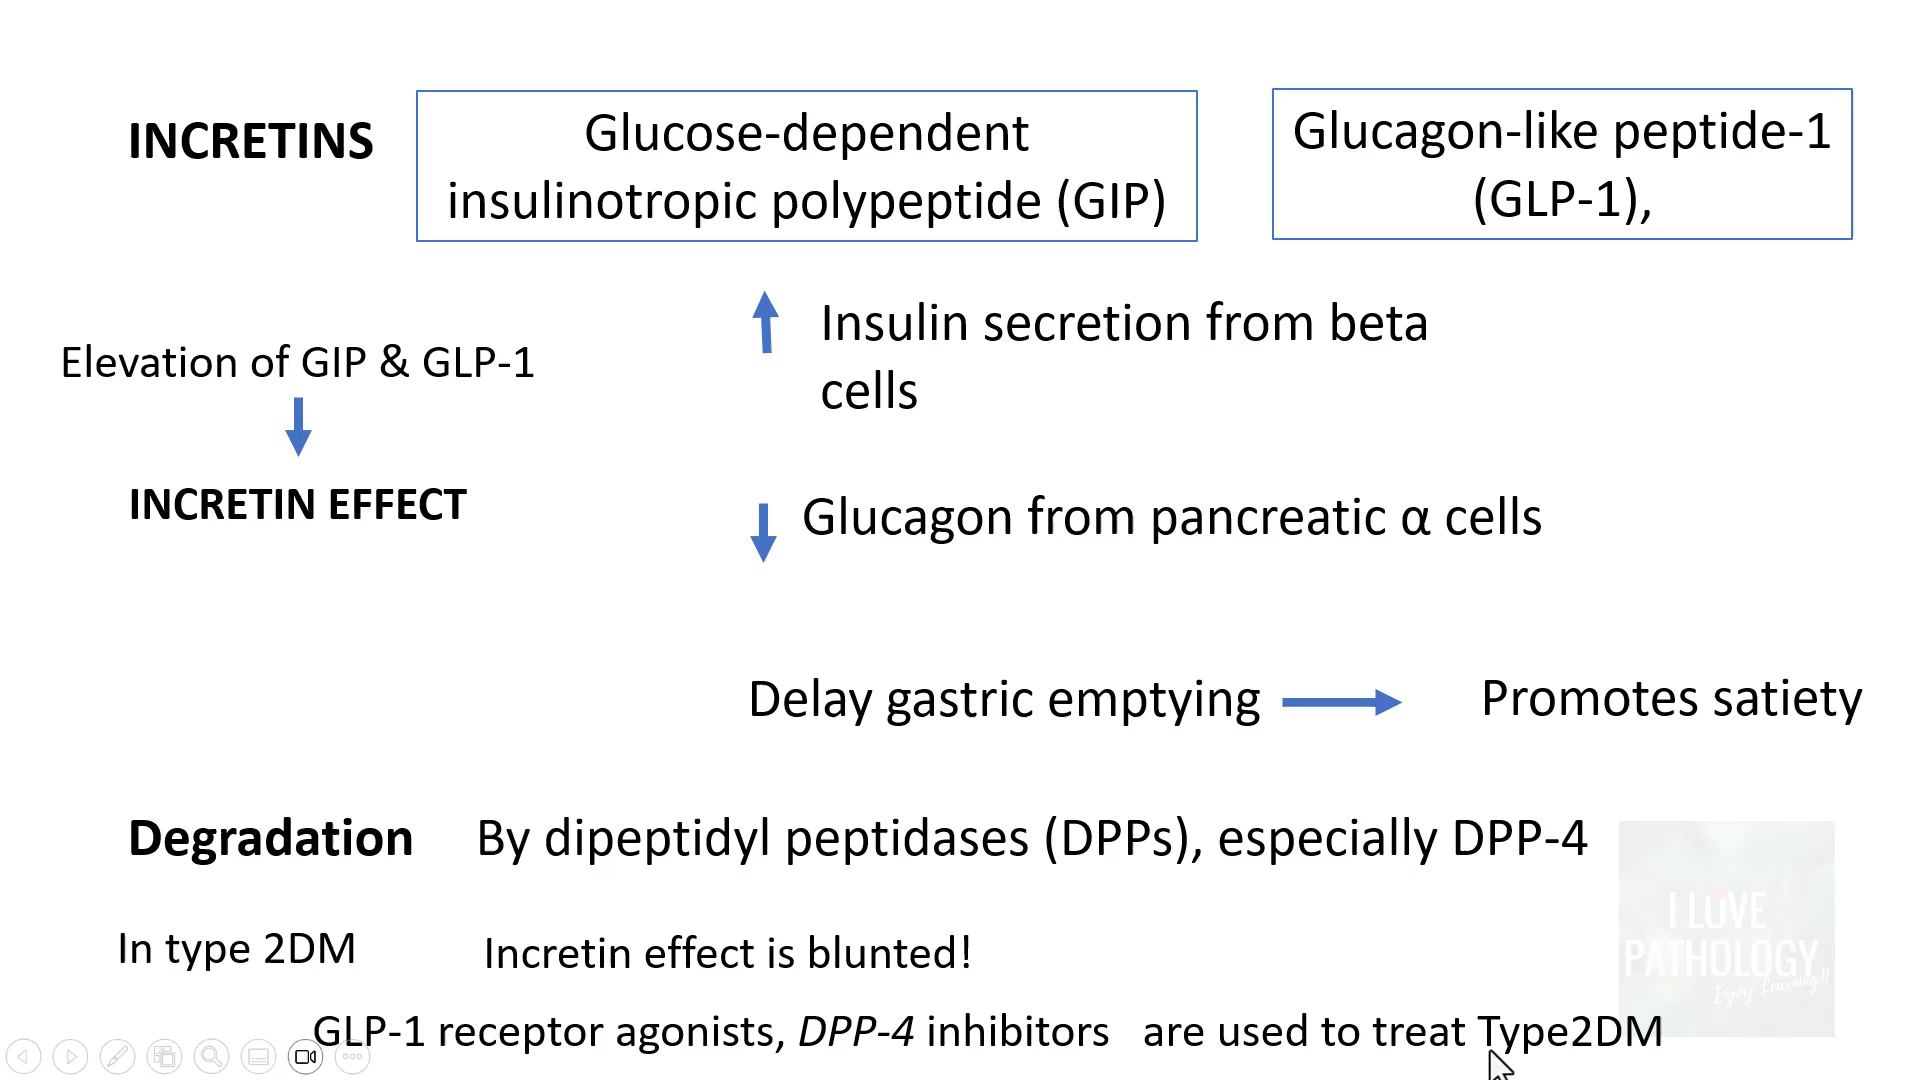 INCRETINS
Glucose-dependent
insulinotropic polypeptide (GIP)
Glucagon-like peptide-1
(GLP-1),
Insulin secretion from beta
cells
Elevation of GIP & GLP-1
INCRETIN EFFECT
Glucagon from pancreatic α cells
Delay gastric emptying
Promotes satiety
Degradation
By dipeptidyl peptidases (DPPs), especially DPP-4
In type 2DM
Incretin effect is blunted!
GLP-1 receptor agonists, DPP-4 inhibitors are used to treat Type2DM
I LOVE
PATHOLOGY
Enjoy Learning!!